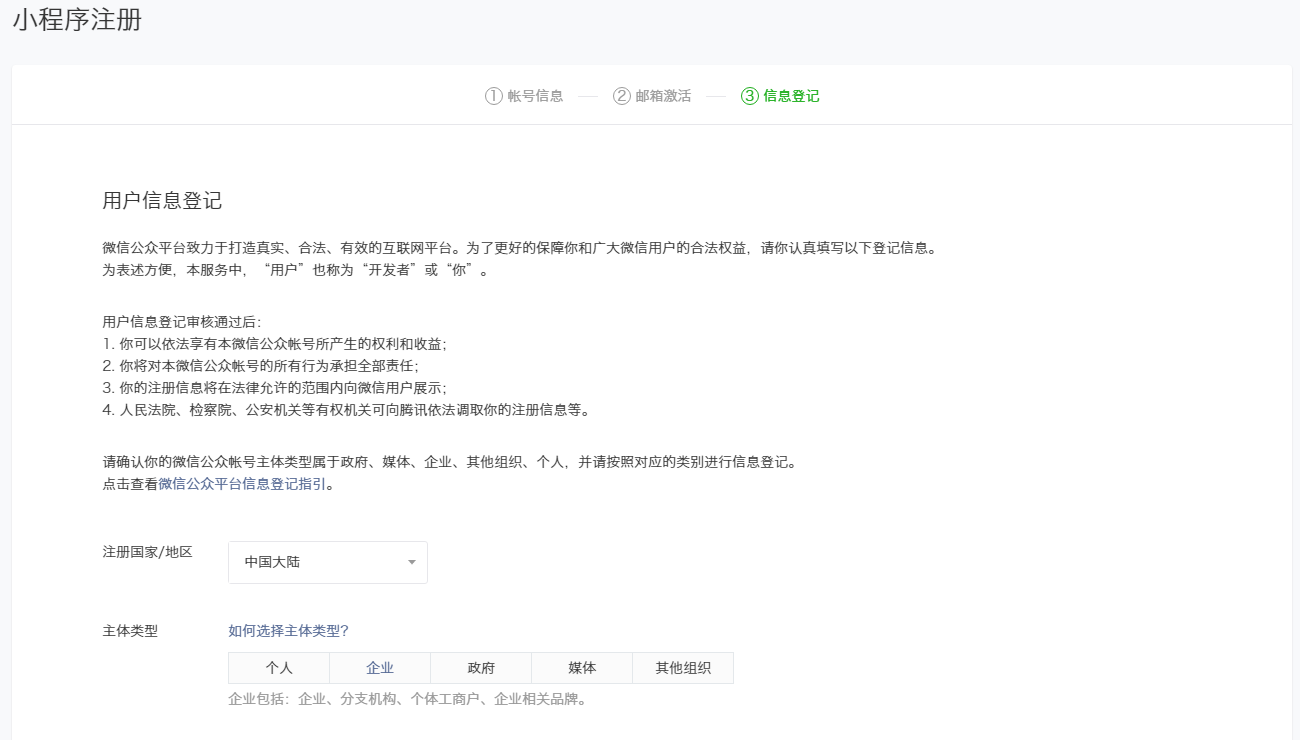 小程序注册
① 帐号信息 ② 邮箱激活 ③ 信息登记
用户信息登记
微信公众平台致力于打造真实、合法、有效的互联网平台。为了更好的保障你和广大微信用户的合法权益，请你认真填写以下登记信息。
为表述方便，本服务中，“用户”也称为“开发者”或“你”。
用户信息登记审核通过后：
1. 你可以依法享有本微信公众帐号所产生的权利和收益；
2. 你将对本微信公众帐号的所有行为承担全部责任；
3. 你的注册信息将在法律允许的范围内向微信用户展示；
4. 人民法院、检察院、公安机关等有权机关可向腾讯依法调取你的注册信息等。
请确认你的微信公众帐号主体类型属于政府、媒体、企业、其他组织、个人，并请按照对应的类别进行信息登记。
点击查看微信公众平台信息登记指引。
注册国家/地区 中国大陆
主体类型 如何选择主体类型？
个人 企业 政府 媒体 其他组织
企业包括：企业、分支机构、个体工商户、企业相关品牌。